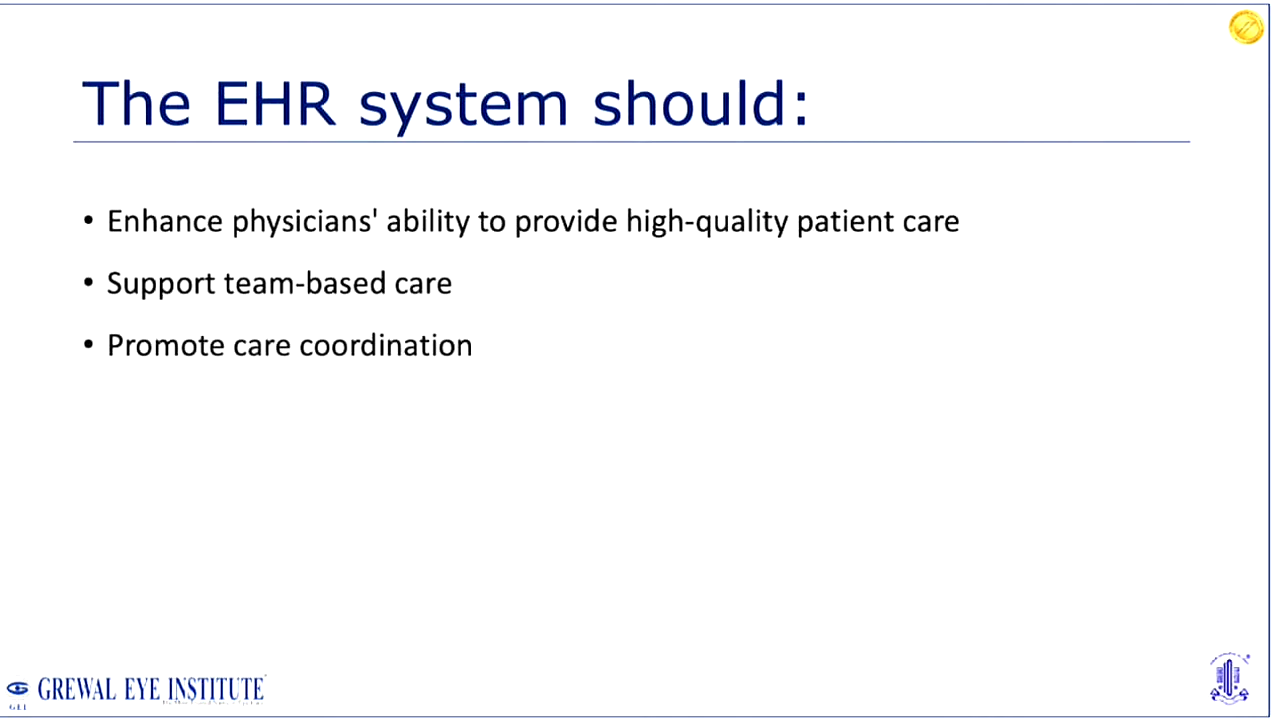 The EHR system should:
• Enhance physicians' ability to provide high-quality patient care
• Support team-based care
• Promote care coordination
GREWAL EYE INSTITUTE
GEI